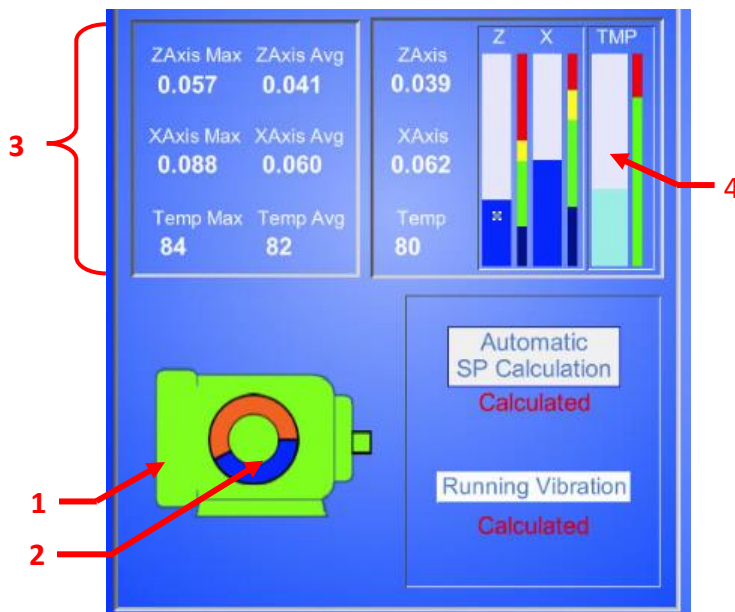 ZAxis Max ZAxis Avg
0.057 0.041
XAxis Max XAxis Avg
0.088 0.060
Temp Max Temp Avg
84 82
ZAxis
0.039
XAxis
0.062
Temp
80
Z X TMP
3
4
Automatic
SP Calculation
Calculated
Running Vibration
Calculated
1
2